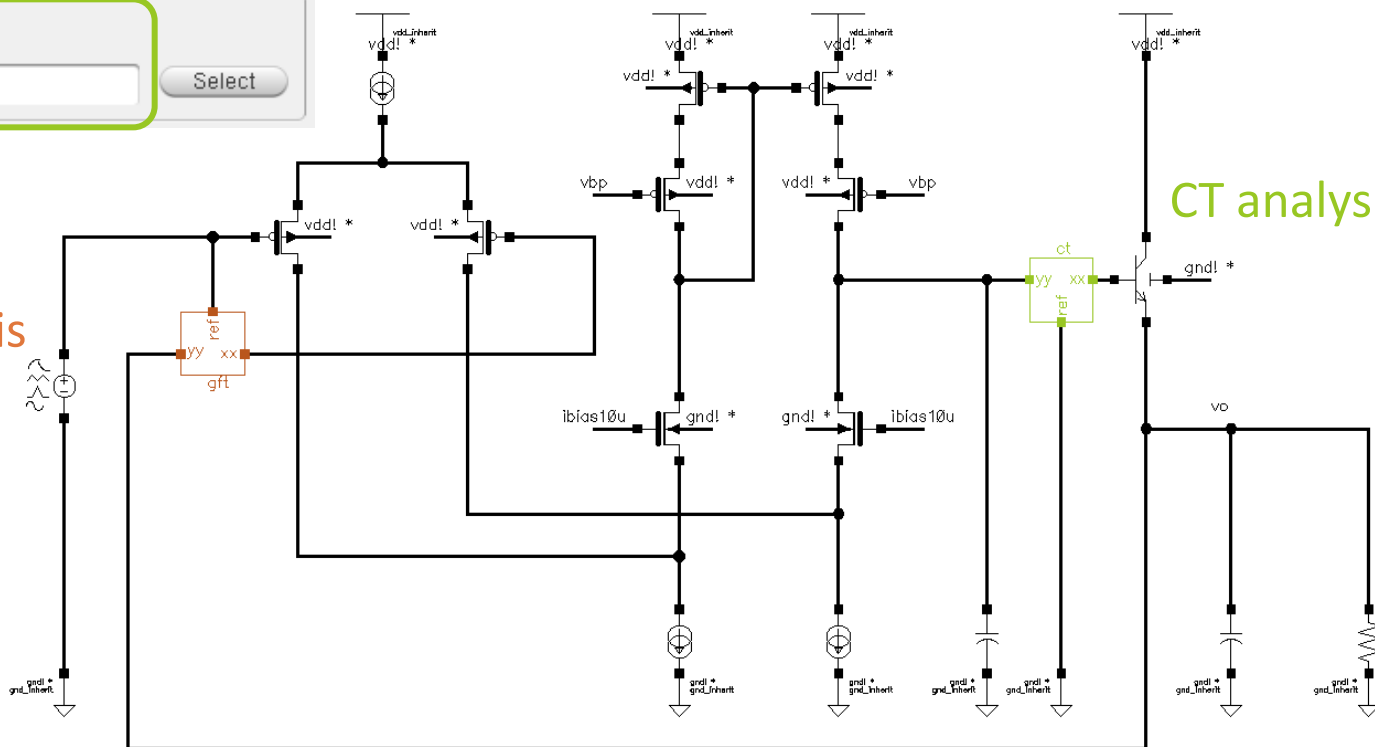 Select
vdd_inherit
vdd! *
vdd_inherit
vdd! *
vdd_inherit
vdd! *
vdd_inherit
vdd! *
vdd! *
vdd! *
vbp
vdd! *
vdd! *
vbp
CT analys
vdd! *
vdd! *
ct
yy
xx
ref
gnd! *
is
ref
yy
xx
gft
ibias10u
gnd! *
gnd! *
ibias10u
vo
gnd! *
gnd_inherit
gnd! *
gnd_inherit
gnd! *
gnd_inherit
gnd! *
gnd_inherit
gnd! *
gnd_inherit
gnd! *
gnd_inherit
gnd! *
gnd_inherit